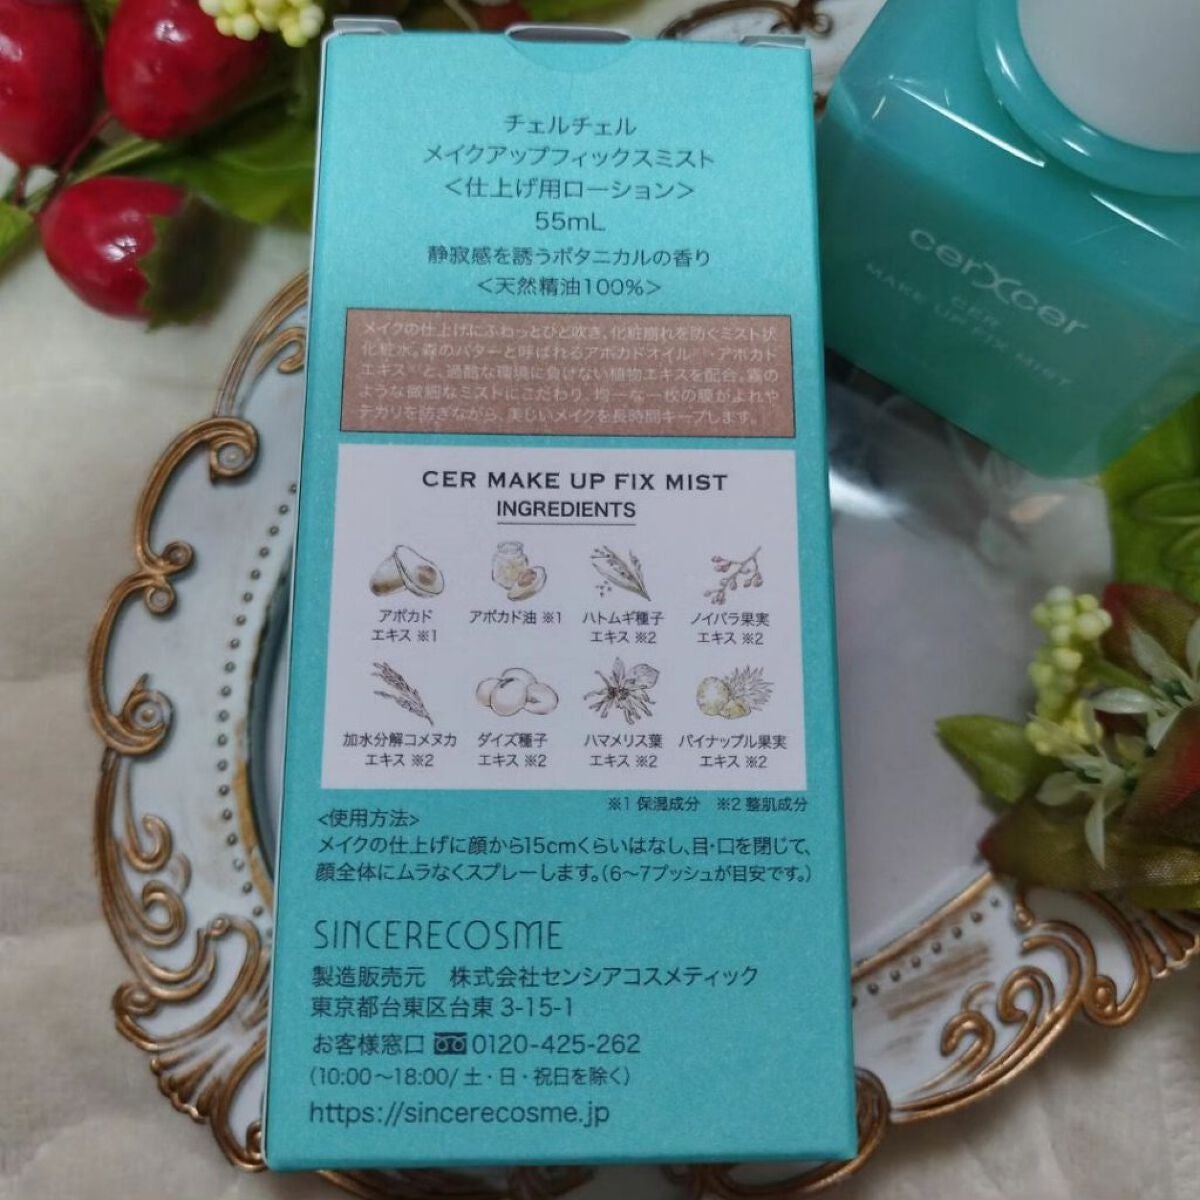 チェルチェル
メイクアップフィックスミスト
＜仕上げ用ローション＞
55mL
静寂感を誘うボタニカルの香り
＜天然精油100%＞
メイクの仕上げにふわっとひと吹き、化粧崩れを防ぐミスト状
化粧水。森のバターと呼ばれるアボカドオイル※1・アボカド
エキス※1と、過酷な環境に負けない植物エキスを配合。霧の
ような微細なミストにこだわり、均一な一枚の膜がよれや
テカリを防ぎながら、美しいメイクを長時間キープします。
CER MAKE UP FIX MIST
INGREDIENTS
アボカド
エキス ※1
アボカド油 ※1
ハトムギ種子
エキス ※2
ノイバラ果実
エキス ※2
加水分解コメヌカ
エキス ※2
ダイズ種子
エキス ※2
ハマメリス葉
エキス ※2
パイナップル果実
エキス ※2
※1 保湿成分　※2 整肌成分
<使用方法>
メイクの仕上げに顔から15cmくらいはなし、目・口を閉じて、
顔全体にムラなくスプレーします。（6〜7プッシュが目安です。）
SINCERECOSME
製造販売元　株式会社センシアコスメティック
東京都台東区台東 3-15-1
お客様窓口 0120-425-262
（10:00〜18:00/ 土・日・祝日を除く）
https://sincerecosme.jp
cerXcer
CER
MAKE UP FIX MIST